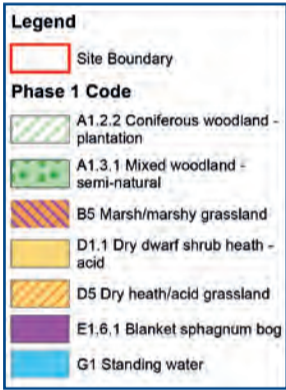 Legend
Site Boundary
Phase 1 Code
A1.2.2 Coniferous woodland -
plantation
A1.3.1 Mixed woodland -
semi-natural
B5 Marsh/marshy grassland
D1.1 Dry dwarf shrub heath -
acid
D5 Dry heath/acid grassland
E1.6.1 Blanket sphagnum bog
G1 Standing water